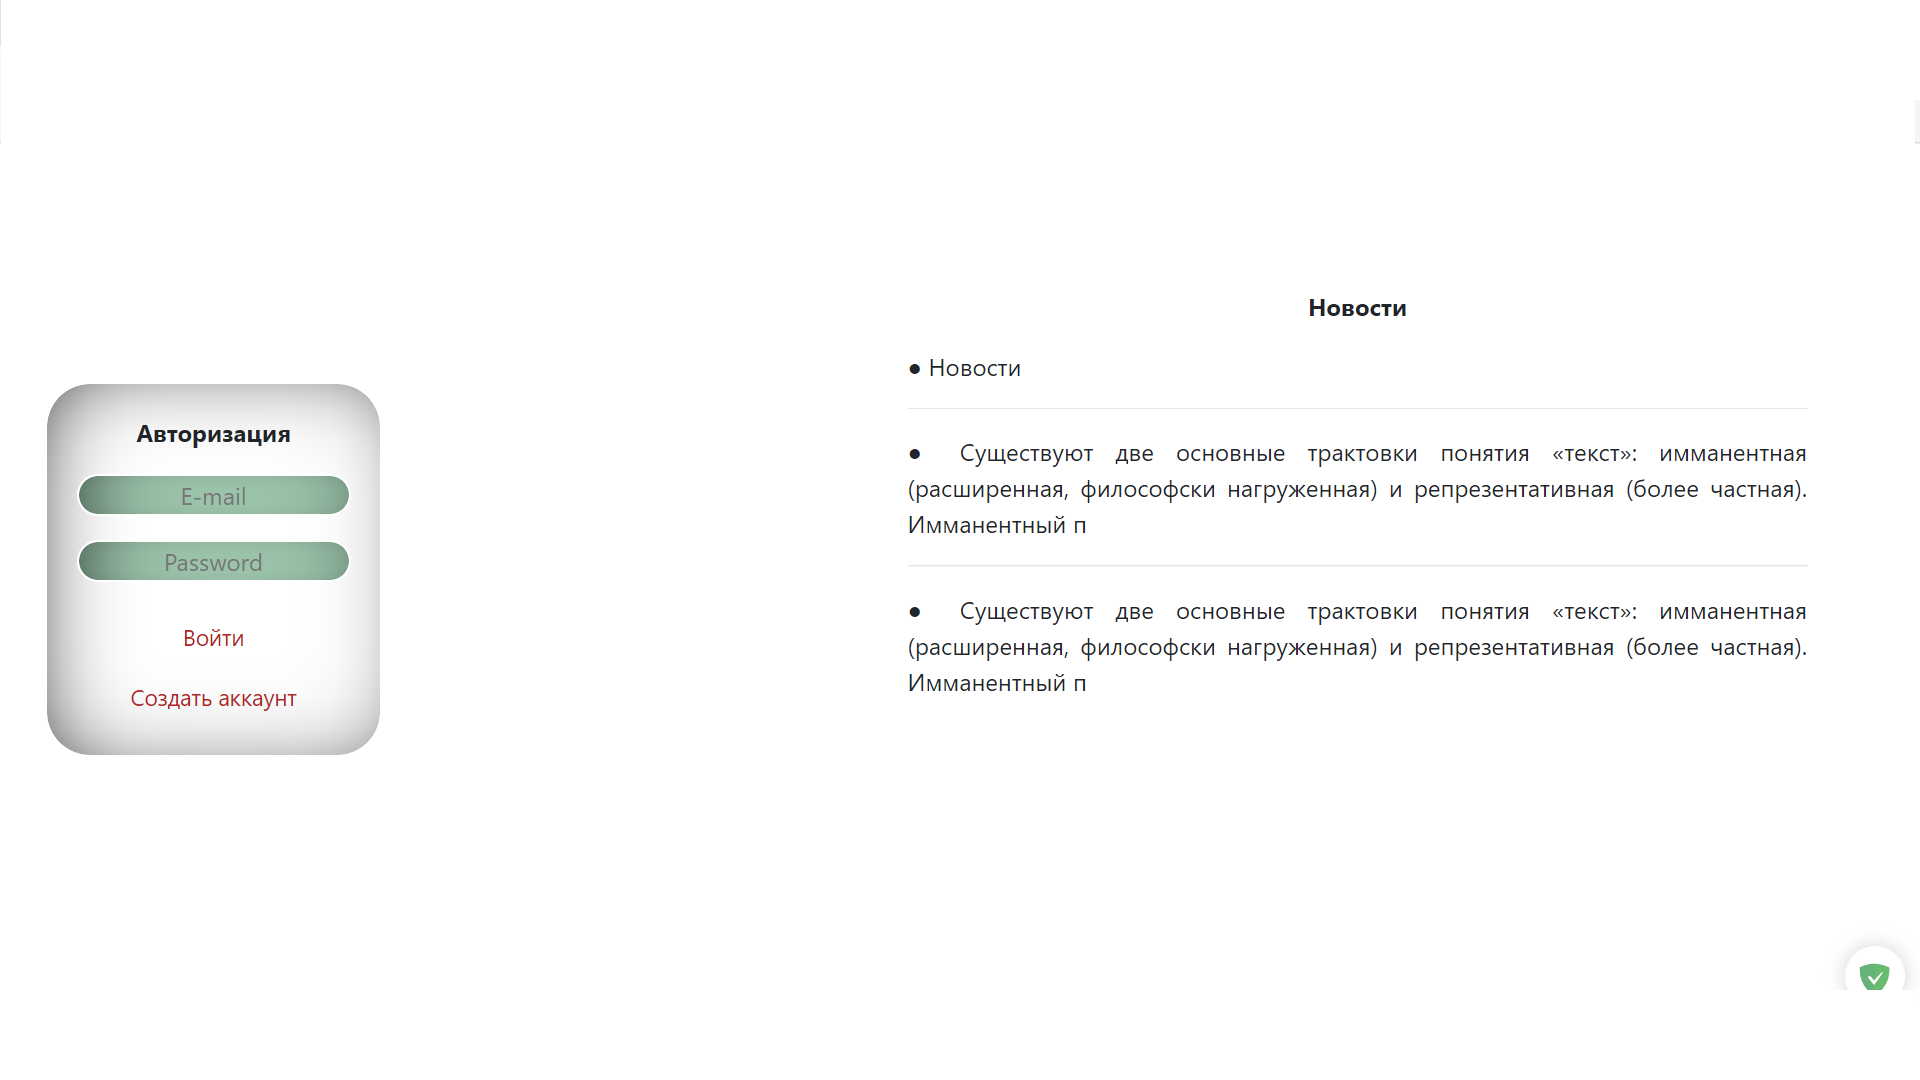 Авторизация
E-mail
Password
Войти
Создать аккаунт
Новости
● Новости
● Существуют две основные трактовки понятия «текст»: имманентная
(расширенная, философски нагруженная) и репрезентативная (более частная).
Имманентный п
● Существуют две основные трактовки понятия «текст»: имманентная
(расширенная, философски нагруженная) и репрезентативная (более частная).
Имманентный п